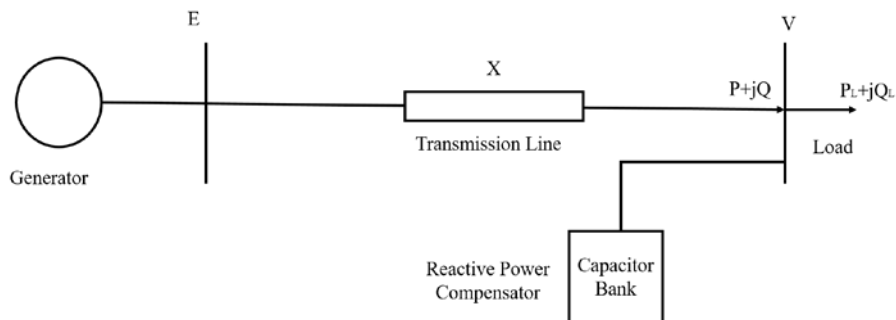 E
V
X
P+jQ
PL+jQL
Transmission Line
Load
Generator
Reactive Power
Compensator
Capacitor
Bank